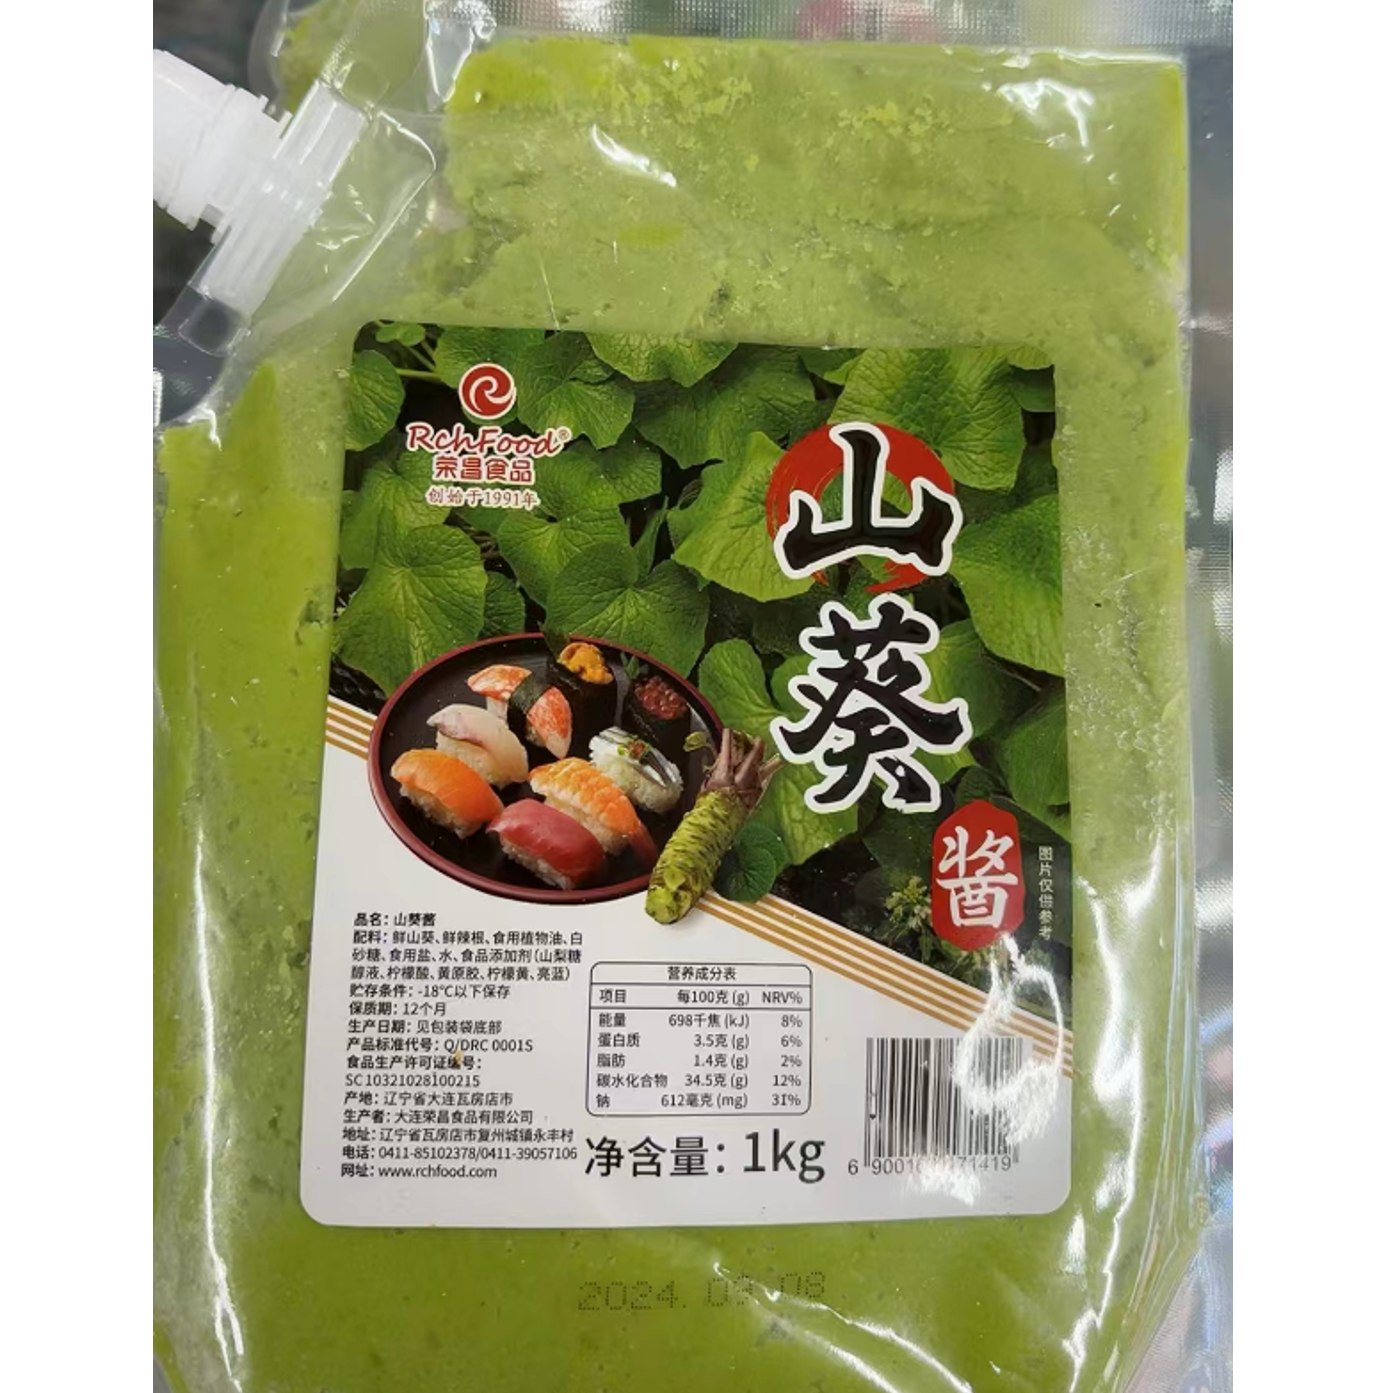 RchFood®
荣昌食品
创始于1991年
山葵
酱
图片仅供参考
品名：山葵酱
配料：鲜山葵、鲜辣根、食用植物油、白
砂糖、食用盐、水、食品添加剂（山梨糖
醇液、柠檬酸、黄原胶、柠檬黄、亮蓝）
贮存条件：-18℃以下保存
保质期：12个月
生产日期：见包装袋底部
产品标准代号：Q/DRC 0001S
食品生产许可证编号：
SC10321028100215
产地：辽宁省大连瓦房店市
生产者：大连荣昌食品有限公司
地址：辽宁省瓦房店市复州城镇永丰村
电话：0411-85102378/0411-39057106
网址：www.rchfood.com
营养成分表
项目 每100克 (g) NRV%
能量 698千焦 (kJ) 8%
蛋白质 3.5克 (g) 6%
脂肪 1.4克 (g) 2%
碳水化合物 34.5克 (g) 12%
钠 612毫克 (mg) 31%
净含量：1kg
2024.